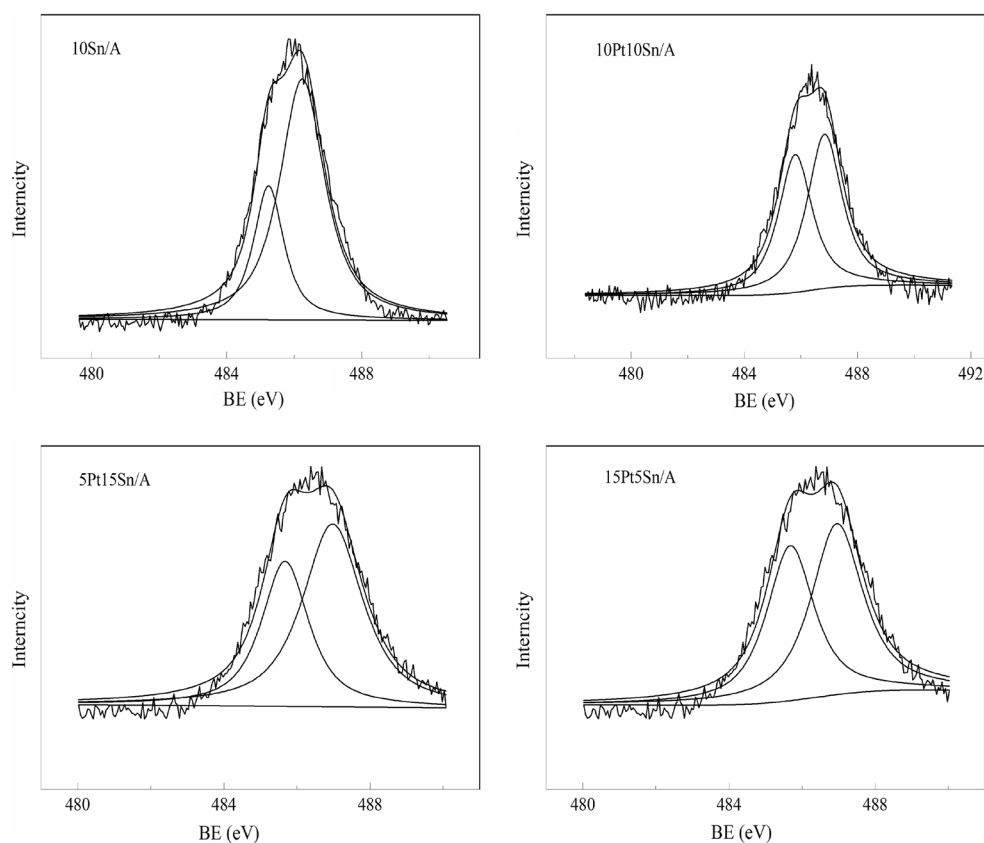 10Sn/A
Interncity
480 484 488
BE (eV)
10Pt10Sn/A
Interncity
480 484 488 492
BE (eV)
5Pt15Sn/A
Interncity
480 484 488
BE (eV)
15Pt5Sn/A
Interncity
480 484 488
BE (eV)